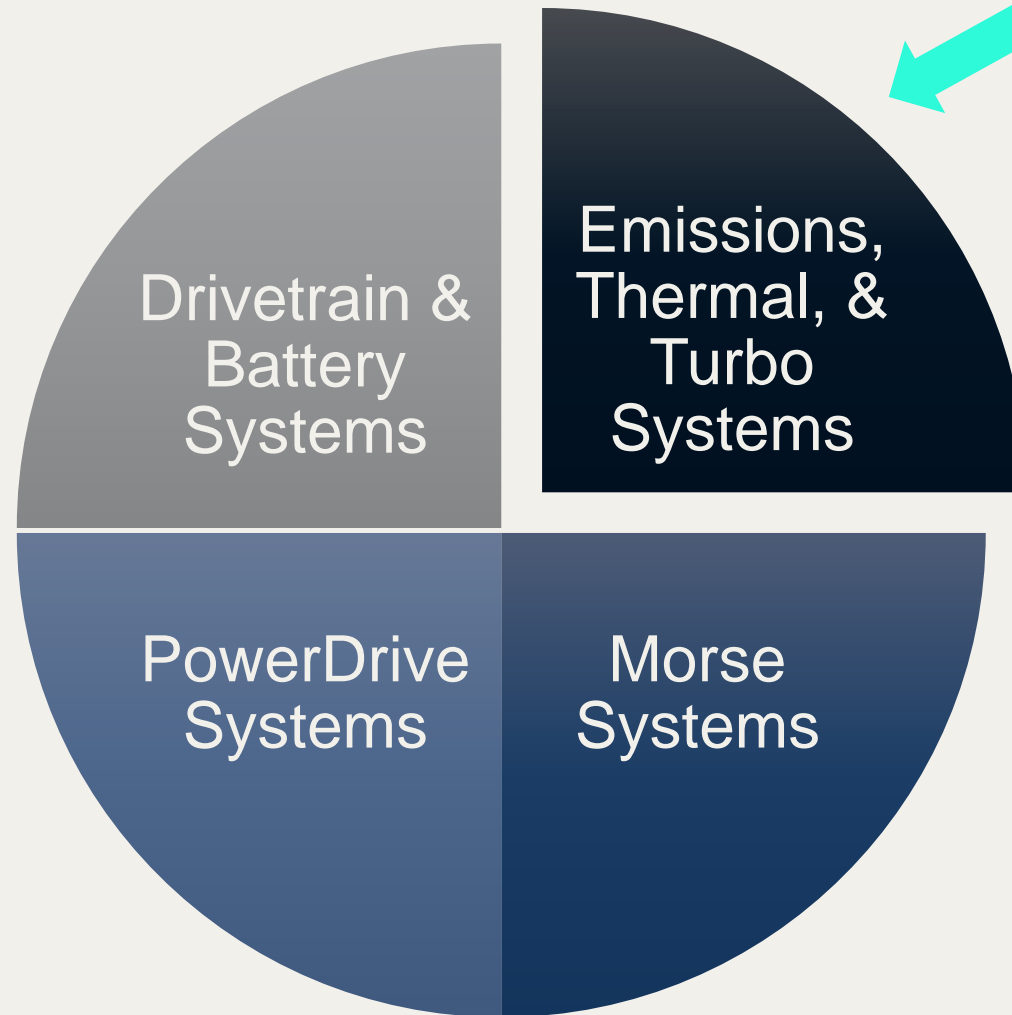 Drivetrain &
Battery
Systems
Emissions,
Thermal, &
Turbo
Systems
PowerDrive
Systems
Morse
Systems